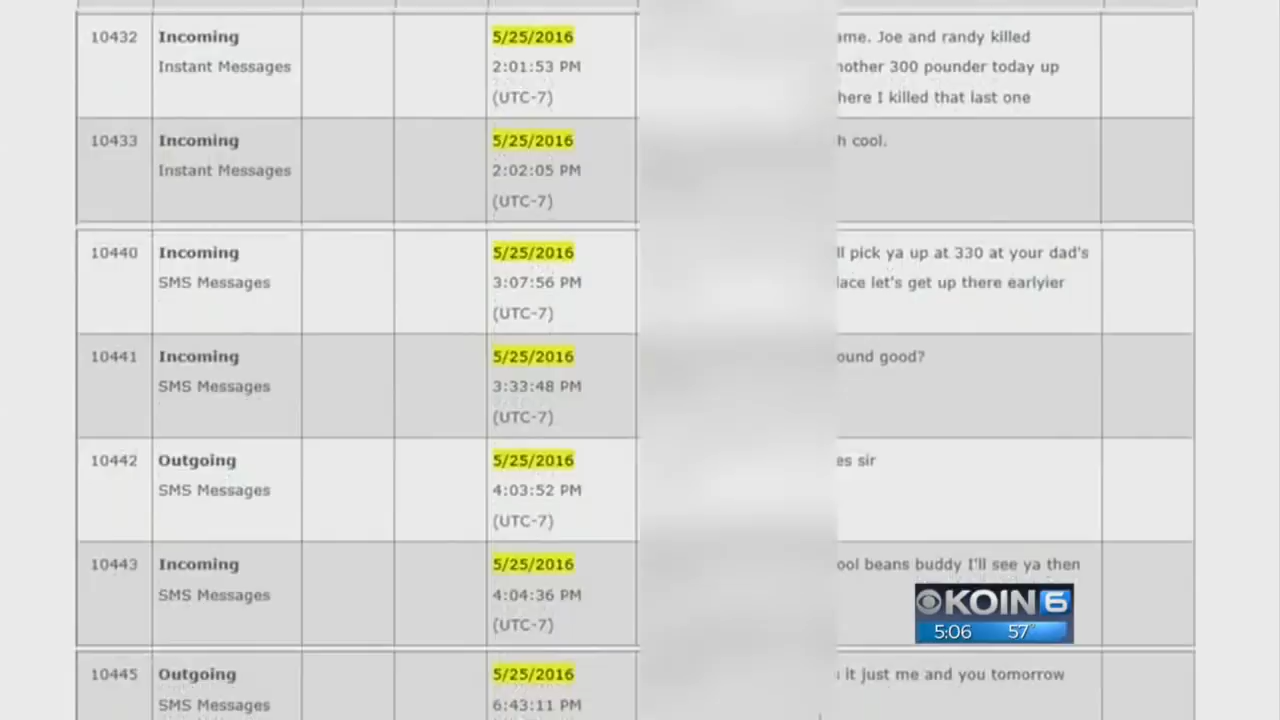 10432 Incoming 5/25/2016 ame. Joe and randy killed
Instant Messages 2:01:53 PM nother 300 pounder today up
(UTC-7) here I killed that last one
10433 Incoming 5/25/2016 h cool.
Instant Messages 2:02:05 PM
(UTC-7)
10440 Incoming 5/25/2016 ll pick ya up at 330 at your dad's
SMS Messages 3:07:56 PM lace let's get up there earlyier
(UTC-7)
10441 Incoming 5/25/2016 ound good?
SMS Messages 3:33:48 PM
(UTC-7)
10442 Outgoing 5/25/2016 es sir
SMS Messages 4:03:52 PM
(UTC-7)
10443 Incoming 5/25/2016 ool beans buddy I'll see ya then
SMS Messages 4:04:36 PM
(UTC-7)
KOIN 6
5:06 57°
10445 Outgoing 5/25/2016 it just me and you tomorrow
SMS Messages 6:43:11 PM